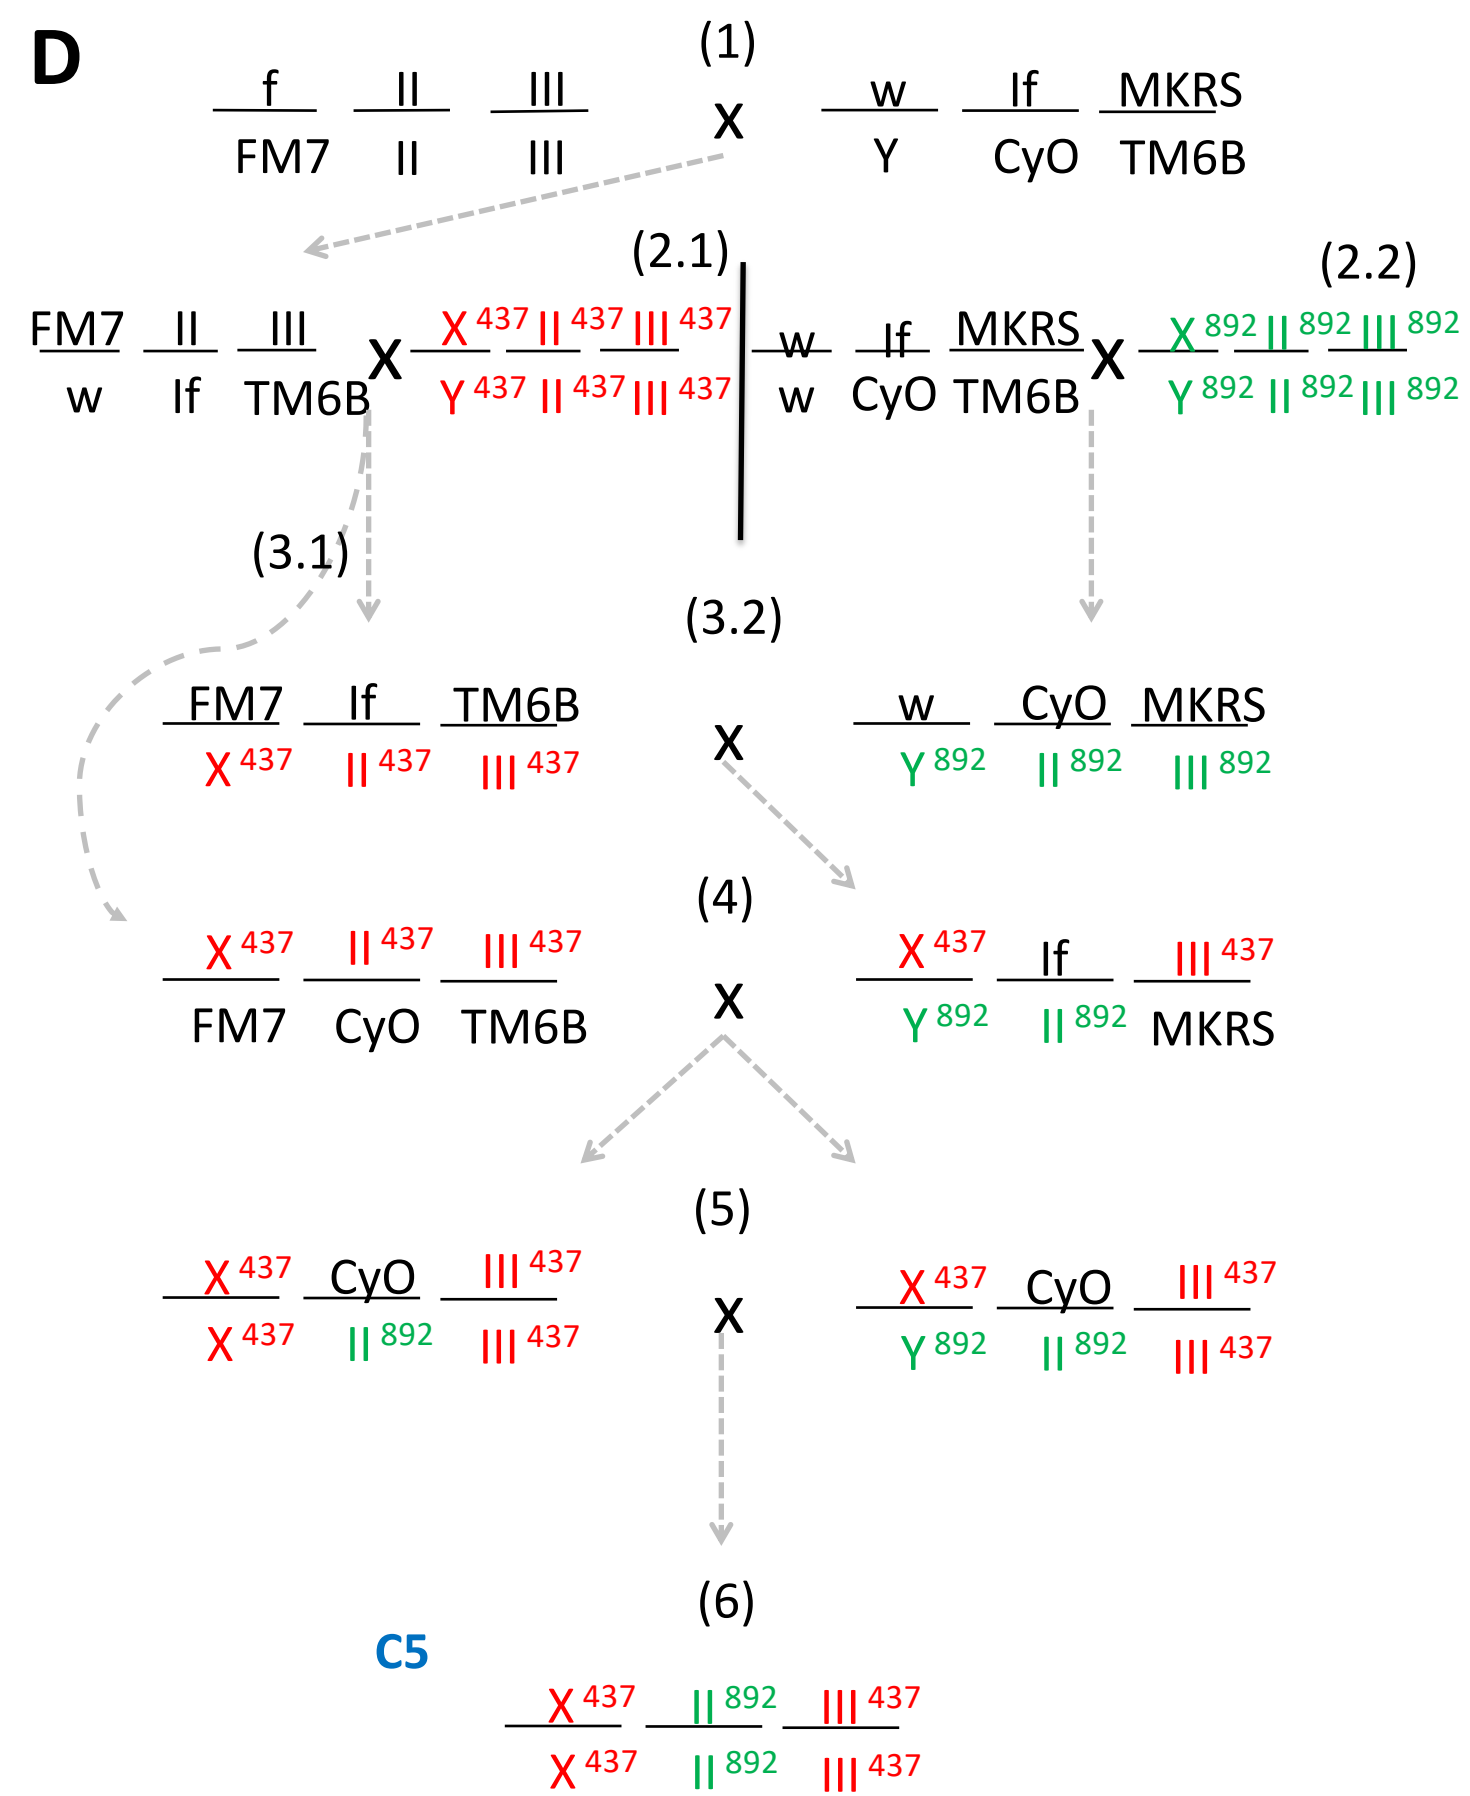 D
(1)
f II III w If MKRS
X
FM7 II III Y CyO TM6B
(2.1) (2.2)
FM7 II III X 437 II 437 III 437 w If MKRS X 892 II 892 III 892
X X
w If TM6B Y 437 II 437 III 437 w CyO TM6B Y 892 II 892 III 892
(3.1)
(3.2)
FM7 If TM6B w CyO MKRS
X
X 437 II 437 III 437 Y 892 II 892 III 892
(4)
X 437 II 437 III 437 X 437 If III 437
X
FM7 CyO TM6B Y 892 II 892 MKRS
(5)
X 437 CyO III 437 X 437 CyO III 437
X
X 437 II 892 III 437 Y 892 II 892 III 437
(6)
C5
X 437 II 892 III 437
X 437 II 892 III 437